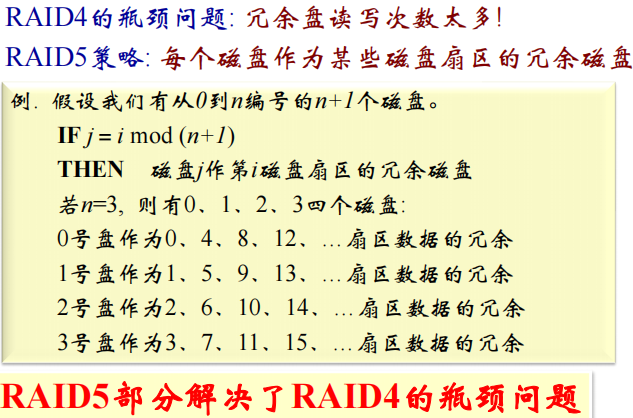 RAID4的瓶颈问题: 冗余盘读写次数太多!
RAID5策略: 每个磁盘作为某些磁盘扇区的冗余磁盘
例. 假设我们有从0到n编号的n+1个磁盘。
IF j = i mod (n+1)
THEN 磁盘j作第i磁盘扇区的冗余磁盘
若n=3, 则有0、1、2、3四个磁盘:
0号盘作为0、4、8、12、…扇区数据的冗余
1号盘作为1、5、9、13、…扇区数据的冗余
2号盘作为2、6、10、14、…扇区数据的冗余
3号盘作为3、7、11、15、…扇区数据的冗余
RAID5部分解决了RAID4的瓶颈问题